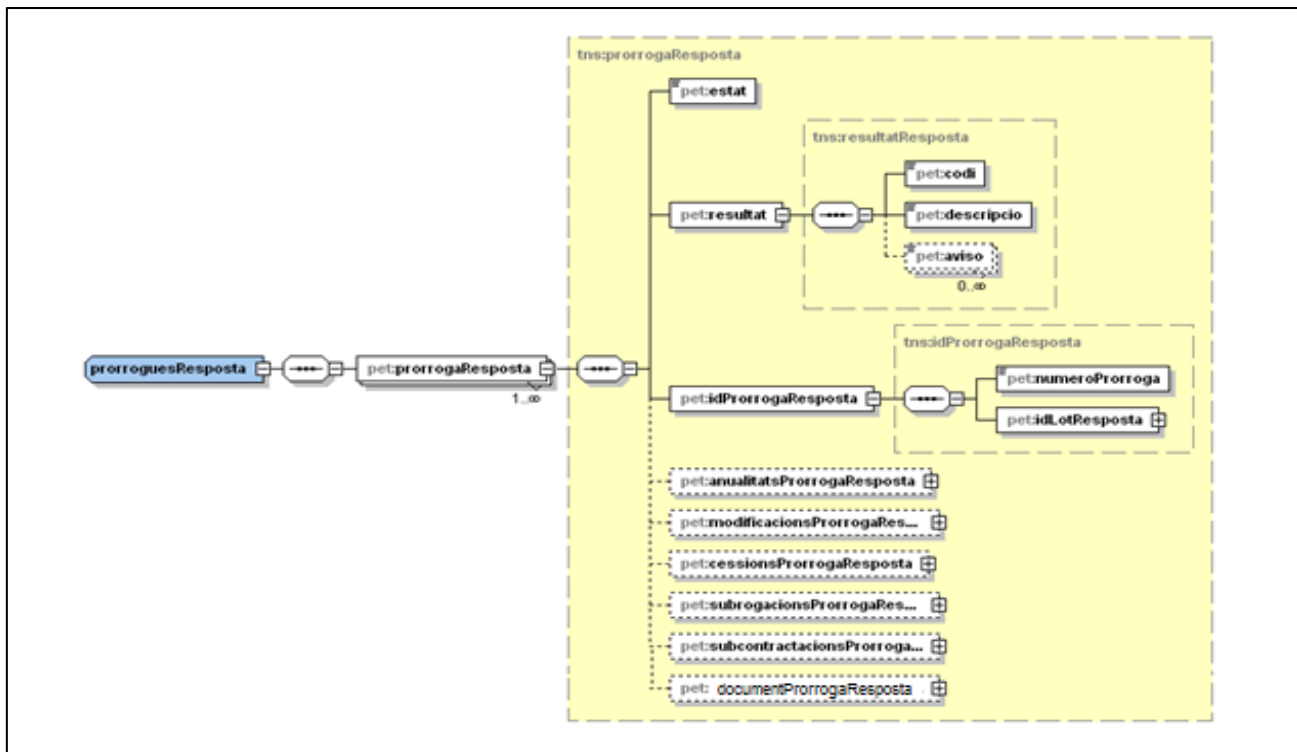 tns:prorrogaResposta
pet:estat
tns:resultatResposta
pet:codi
pet:resultat
pet:descripcio
pet:aviso
0..∞
tns:idProrrogaResposta
prorroguesResposta
pet:prorrogaResposta
1..∞
pet:numeroProrroga
pet:idProrrogaResposta
pet:idLotResposta
pet:anualitatsProrrogaResposta
pet:modificacionsProrrogaRes...
pet:cessionsProrrogaResposta
pet:subrogacionsProrrogaRes...
pet:subcontractacionsProrroga...
pet: documentProrrogaResposta